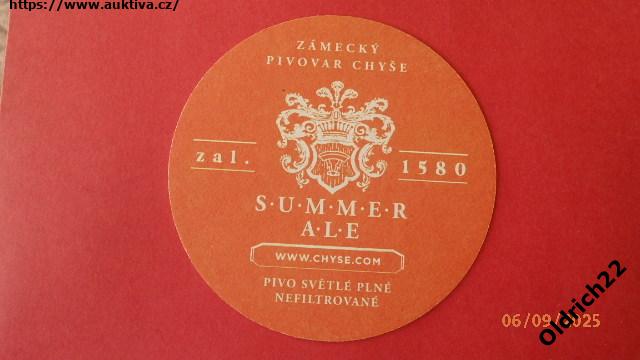 https://www.auktiva.cz/
ZÁMECKÝ
PIVOVAR CHYŠE
zal. 1580
S·U·M·M·E·R
A·L·E
WWW.CHYSE.COM
PIVO SVĚTLÉ PLNÉ
NEFILTROVANÉ
06/09/2025
Oldrich22